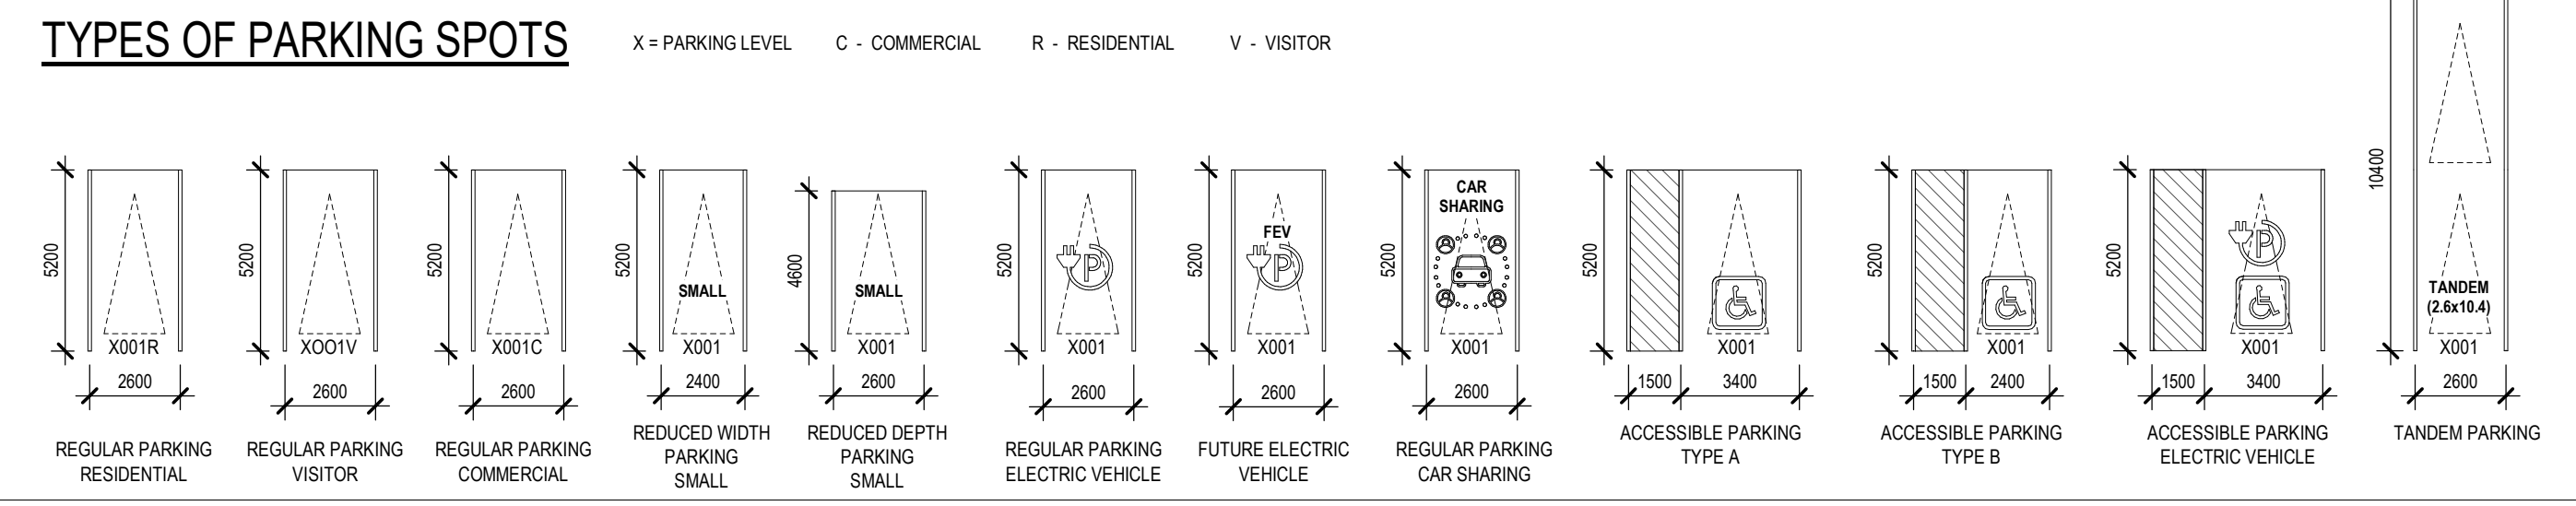 TYPES OF PARKING SPOTS
X = PARKING LEVEL
C - COMMERCIAL
R - RESIDENTIAL
V - VISITOR
5200
X001R
2600
REGULAR PARKING
RESIDENTIAL
5200
XOO1V
2600
REGULAR PARKING
VISITOR
5200
X001C
2600
REGULAR PARKING
COMMERCIAL
5200
SMALL
X001
2400
REDUCED WIDTH
PARKING
SMALL
4600
SMALL
X001
2600
REDUCED DEPTH
PARKING
SMALL
5200
P
X001
2600
REGULAR PARKING
ELECTRIC VEHICLE
5200
FEV
P
X001
2600
FUTURE ELECTRIC
VEHICLE
5200
CAR
SHARING
X001
2600
REGULAR PARKING
CAR SHARING
5200
X001
1500
3400
ACCESSIBLE PARKING
TYPE A
5200
X001
1500
2400
ACCESSIBLE PARKING
TYPE B
5200
P
X001
1500
3400
ACCESSIBLE PARKING
ELECTRIC VEHICLE
10400
TANDEM
(2.6x10.4)
X001
2600
TANDEM PARKING